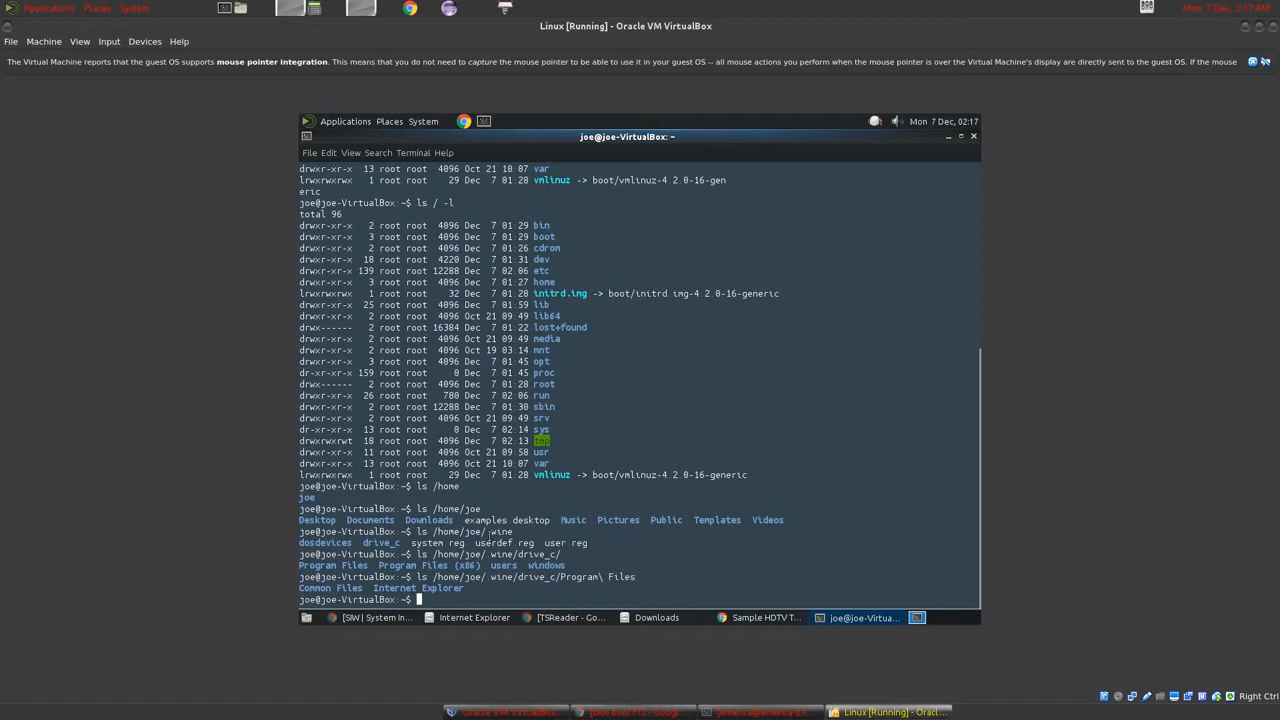 Applications Places System
Mon 7 Dec, 2:17 AM
Linux [Running] - Oracle VM VirtualBox
File Machine View Input Devices Help
The Virtual Machine reports that the guest OS supports mouse pointer integration. This means that you do not need to capture the mouse pointer to be able to use it in your guest OS -- all mouse actions you perform when the mouse pointer is over the Virtual Machine's display are directly sent to the guest OS. If the mouse
Applications Places System
Mon 7 Dec, 02:17
joe@joe-VirtualBox: ~
File Edit View Search Terminal Help
drwxr-xr-x 13 root root 4096 Oct 21 10:07 var
lrwxrwxrwx 1 root root 29 Dec 7 01:28 vmlinuz -> boot/vmlinuz-4.2.0-16-gen
eric
joe@joe-VirtualBox:~$ ls / -l
total 96
drwxr-xr-x 2 root root 4096 Dec 7 01:29 bin
drwxr-xr-x 3 root root 4096 Dec 7 01:29 boot
drwxr-xr-x 2 root root 4096 Dec 7 01:26 cdrom
drwxr-xr-x 18 root root 4220 Dec 7 01:31 dev
drwxr-xr-x 139 root root 12288 Dec 7 02:06 etc
drwxr-xr-x 3 root root 4096 Dec 7 01:27 home
lrwxrwxrwx 1 root root 32 Dec 7 01:28 initrd.img -> boot/initrd.img-4.2.0-16-generic
drwxr-xr-x 25 root root 4096 Dec 7 01:59 lib
drwxr-xr-x 2 root root 4096 Oct 21 09:49 lib64
drwx------ 2 root root 16384 Dec 7 01:22 lost+found
drwxr-xr-x 2 root root 4096 Oct 21 09:49 media
drwxr-xr-x 2 root root 4096 Oct 19 03:14 mnt
drwxr-xr-x 3 root root 4096 Dec 7 01:45 opt
dr-xr-xr-x 159 root root 0 Dec 7 01:45 proc
drwx------ 2 root root 4096 Dec 7 01:28 root
drwxr-xr-x 26 root root 780 Dec 7 02:06 run
drwxr-xr-x 2 root root 12288 Dec 7 01:30 sbin
drwxr-xr-x 2 root root 4096 Oct 21 09:49 srv
dr-xr-xr-x 13 root root 0 Dec 7 02:14 sys
drwxrwxrwt 18 root root 4096 Dec 7 02:13 tmp
drwxr-xr-x 11 root root 4096 Oct 21 09:58 usr
drwxr-xr-x 13 root root 4096 Oct 21 10:07 var
lrwxrwxrwx 1 root root 29 Dec 7 01:28 vmlinuz -> boot/vmlinuz-4.2.0-16-generic
joe@joe-VirtualBox:~$ ls /home
joe
joe@joe-VirtualBox:~$ ls /home/joe
Desktop Documents Downloads examples.desktop Music Pictures Public Templates Videos
joe@joe-VirtualBox:~$ ls /home/joe/.wine
dosdevices drive_c system.reg userdef.reg user.reg
joe@joe-VirtualBox:~$ ls /home/joe/.wine/drive_c/
Program Files Program Files (x86) users windows
joe@joe-VirtualBox:~$ ls /home/joe/.wine/drive_c/Program\ Files
Common Files Internet Explorer
joe@joe-VirtualBox:~$
[SIW | System In... Internet Explorer [TSReader - Go... Downloads Sample HDTV T... joe@joe-Virtua...
Right Ctrl
Oracle VM VirtualBox Linux [Running] - Oracl...